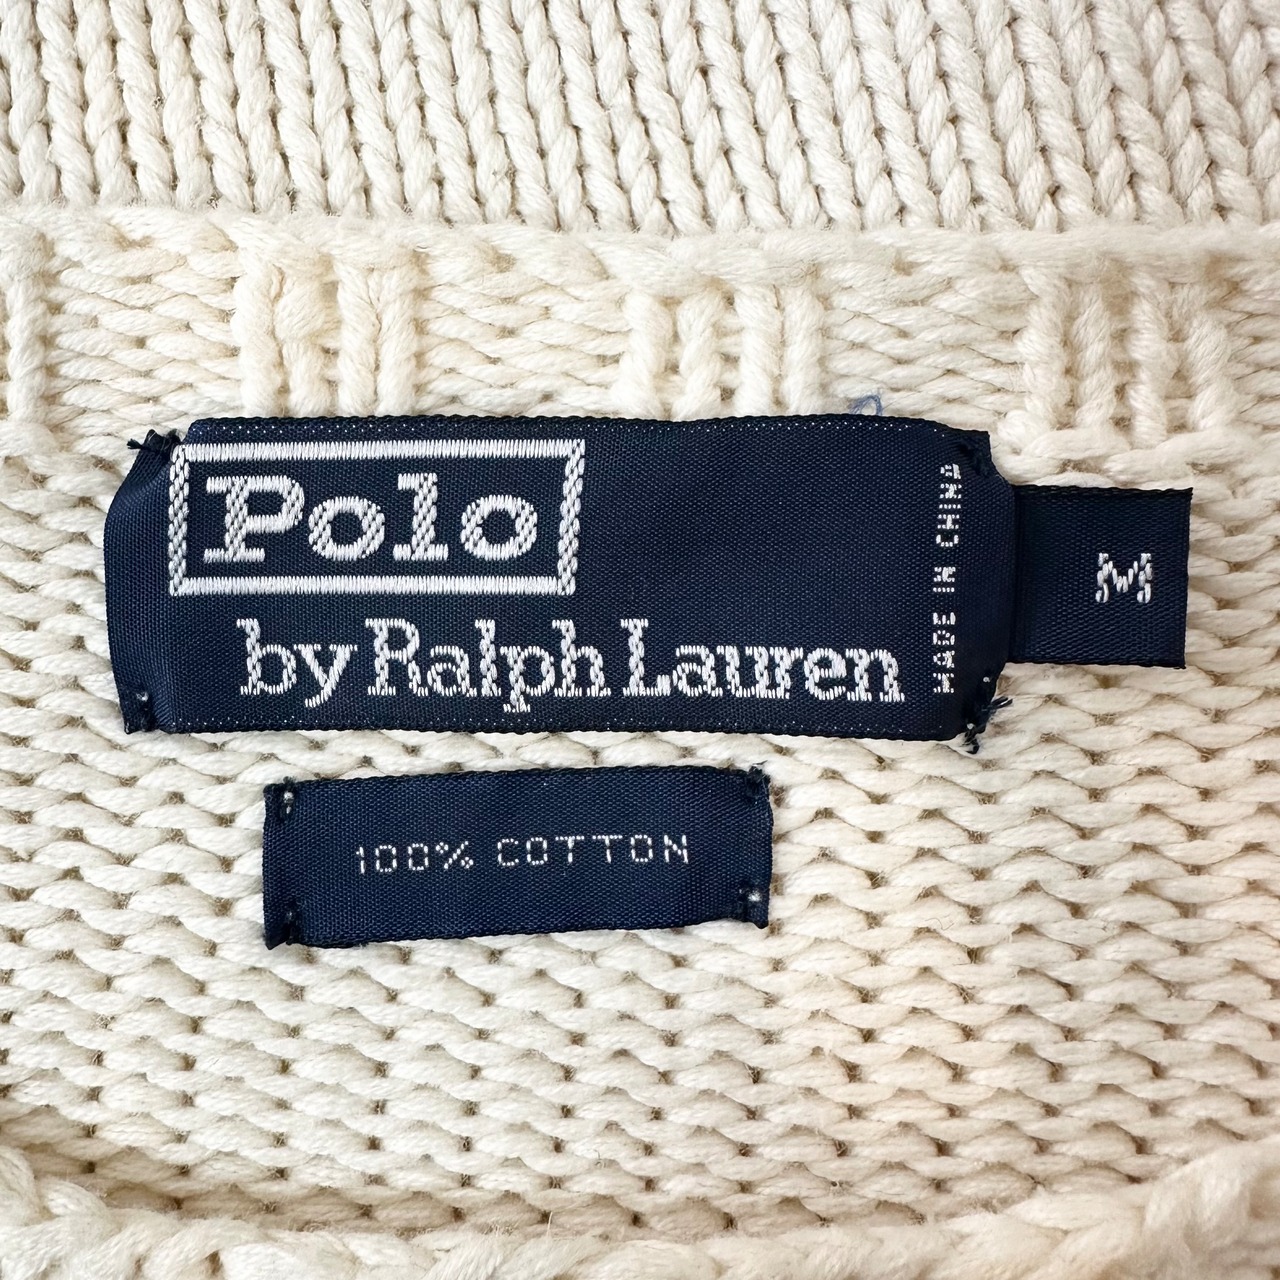 Polo
by Ralph Lauren
MADE IN CHINA
M
100% COTTON